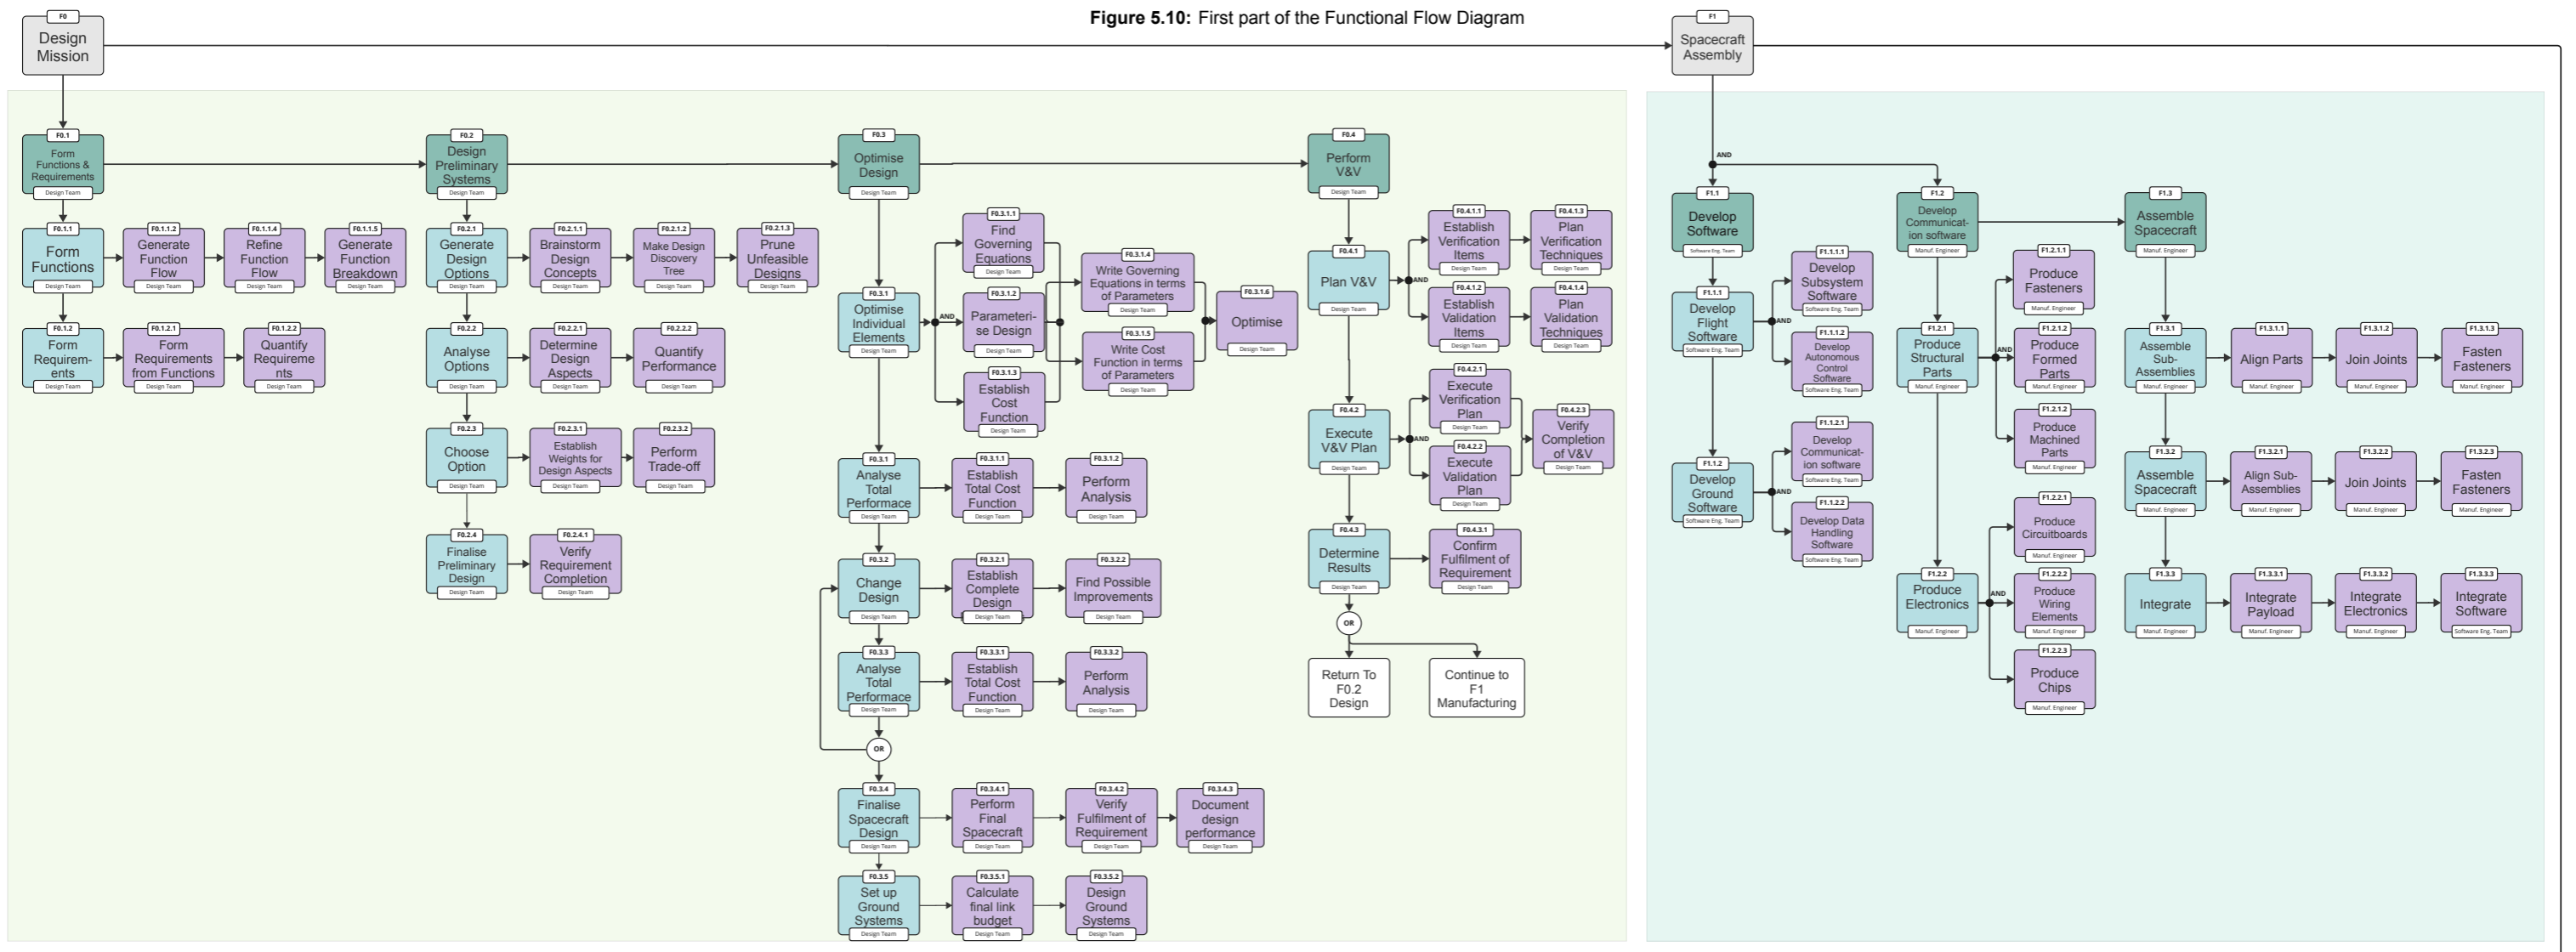 Figure 5.10: First part of the Functional Flow Diagram
F0
Design
Mission
F1
Spacecraft
Assembly
F0.1
Form
Functions &
Requirements
Design Team
F0.1.1
Form
Functions
Design Team
F0.1.1.2
Generate
Function
Flow
Design Team
F0.1.1.4
Refine
Function
Flow
Design Team
F0.1.1.5
Generate
Function
Breakdown
Design Team
F0.1.2
Form
Requirem-
ents
Design Team
F0.1.2.1
Form
Requirements
from Functions
Design Team
F0.1.2.2
Quantify
Requireme
nts
Design Team
F0.2
Design
Preliminary
Systems
Design Team
F0.2.1
Generate
Design
Options
Design Team
F0.2.1.1
Brainstorm
Design
Concepts
Design Team
F0.2.1.2
Make Design
Discovery
Tree
Design Team
F0.2.1.3
Prune
Unfeasible
Designs
Design Team
F0.2.2
Analyse
Options
Design Team
F0.2.2.1
Determine
Design
Aspects
Design Team
F0.2.2.2
Quantify
Performance
Design Team
F0.2.3
Choose
Option
Design Team
F0.2.3.1
Establish
Weights for
Design Aspects
Design Team
F0.2.3.2
Perform
Trade-off
Design Team
F0.2.4
Finalise
Preliminary
Design
Design Team
F0.2.4.1
Verify
Requirement
Completion
Design Team
F0.3
Optimise
Design
Design Team
F0.3.1
Optimise
Individual
Elements
Design Team
AND
F0.3.1.1
Find
Governing
Equations
Design Team
F0.3.1.2
Parameteri-
se Design
Design Team
F0.3.1.3
Establish
Cost
Function
Design Team
F0.3.1.4
Write Governing
Equations in terms
of Parameters
Design Team
F0.3.1.5
Write Cost
Function in terms
of Parameters
Design Team
F0.3.1.6
Optimise
Design Team
F0.3.1
Analyse
Total
Performace
Design Team
F0.3.1.1
Establish
Total Cost
Function
Design Team
F0.3.1.2
Perform
Analysis
Design Team
F0.3.2
Change
Design
Design Team
F0.3.2.1
Establish
Complete
Design
Design Team
F0.3.2.2
Find Possible
Improvements
Design Team
F0.3.3
Analyse
Total
Performace
Design Team
F0.3.3.1
Establish
Total Cost
Function
Design Team
F0.3.3.2
Perform
Analysis
Design Team
OR
F0.3.4
Finalise
Spacecraft
Design
Design Team
F0.3.4.1
Perform
Final
Spacecraft
Design Team
F0.3.4.2
Verify
Fulfilment of
Requirement
Design Team
F0.3.4.3
Document
design
performance
Design Team
F0.3.5
Set up
Ground
Systems
Design Team
F0.3.5.1
Calculate
final link
budget
Design Team
F0.3.5.2
Design
Ground
Systems
Design Team
F0.4
Perform
V&V
Design Team
F0.4.1
Plan V&V
Design Team
AND
F0.4.1.1
Establish
Verification
Items
Design Team
F0.4.1.3
Plan
Verification
Techniques
Design Team
F0.4.1.2
Establish
Validation
Items
Design Team
F0.4.1.4
Plan
Validation
Techniques
Design Team
F0.4.2
Execute
V&V Plan
Design Team
AND
F0.4.2.1
Execute
Verification
Plan
Design Team
F0.4.2.2
Execute
Validation
Plan
Design Team
F0.4.2.3
Verify
Completion
of V&V
Design Team
F0.4.3
Determine
Results
Design Team
F0.4.3.1
Confirm
Fulfilment of
Requirement
Design Team
OR
Return To
F0.2
Design
Continue to
F1
Manufacturing
AND
F1.1
Develop
Software
Software Eng. Team
F1.1.1
Develop
Flight
Software
Software Eng. Team
AND
F1.1.1.1
Develop
Subsystem
Software
Software Eng. Team
F1.1.1.2
Develop
Autonomous
Control
Software
Software Eng. Team
F1.1.2
Develop
Ground
Software
Software Eng. Team
AND
F1.1.2.1
Develop
Communicat-
ion software
Software Eng. Team
F1.1.2.2
Develop Data
Handling
Software
Software Eng. Team
F1.2
Develop
Communicat-
ion software
Manuf. Engineer
F1.2.1
Produce
Structural
Parts
Manuf. Engineer
AND
F1.2.1.1
Produce
Fasteners
Manuf. Engineer
F1.2.1.2
Produce
Formed
Parts
Manuf. Engineer
F1.2.1.2
Produce
Machined
Parts
Manuf. Engineer
F1.2.2
Produce
Electronics
Manuf. Engineer
AND
F1.2.2.1
Produce
Circuitboards
Manuf. Engineer
F1.2.2.2
Produce
Wiring
Elements
Manuf. Engineer
F1.2.2.3
Produce
Chips
Manuf. Engineer
F1.3
Assemble
Spacecraft
Manuf. Engineer
F1.3.1
Assemble
Sub-
Assemblies
Manuf. Engineer
F1.3.1.1
Align Parts
Manuf. Engineer
F1.3.1.2
Join Joints
Manuf. Engineer
F1.3.1.3
Fasten
Fasteners
Manuf. Engineer
F1.3.2
Assemble
Spacecraft
Manuf. Engineer
F1.3.2.1
Align Sub-
Assemblies
Manuf. Engineer
F1.3.2.2
Join Joints
Manuf. Engineer
F1.3.2.3
Fasten
Fasteners
Manuf. Engineer
F1.3.3
Integrate
Manuf. Engineer
F1.3.3.1
Integrate
Payload
Manuf. Engineer
F1.3.3.2
Integrate
Electronics
Manuf. Engineer
F1.3.3.3
Integrate
Software
Software Eng. Team